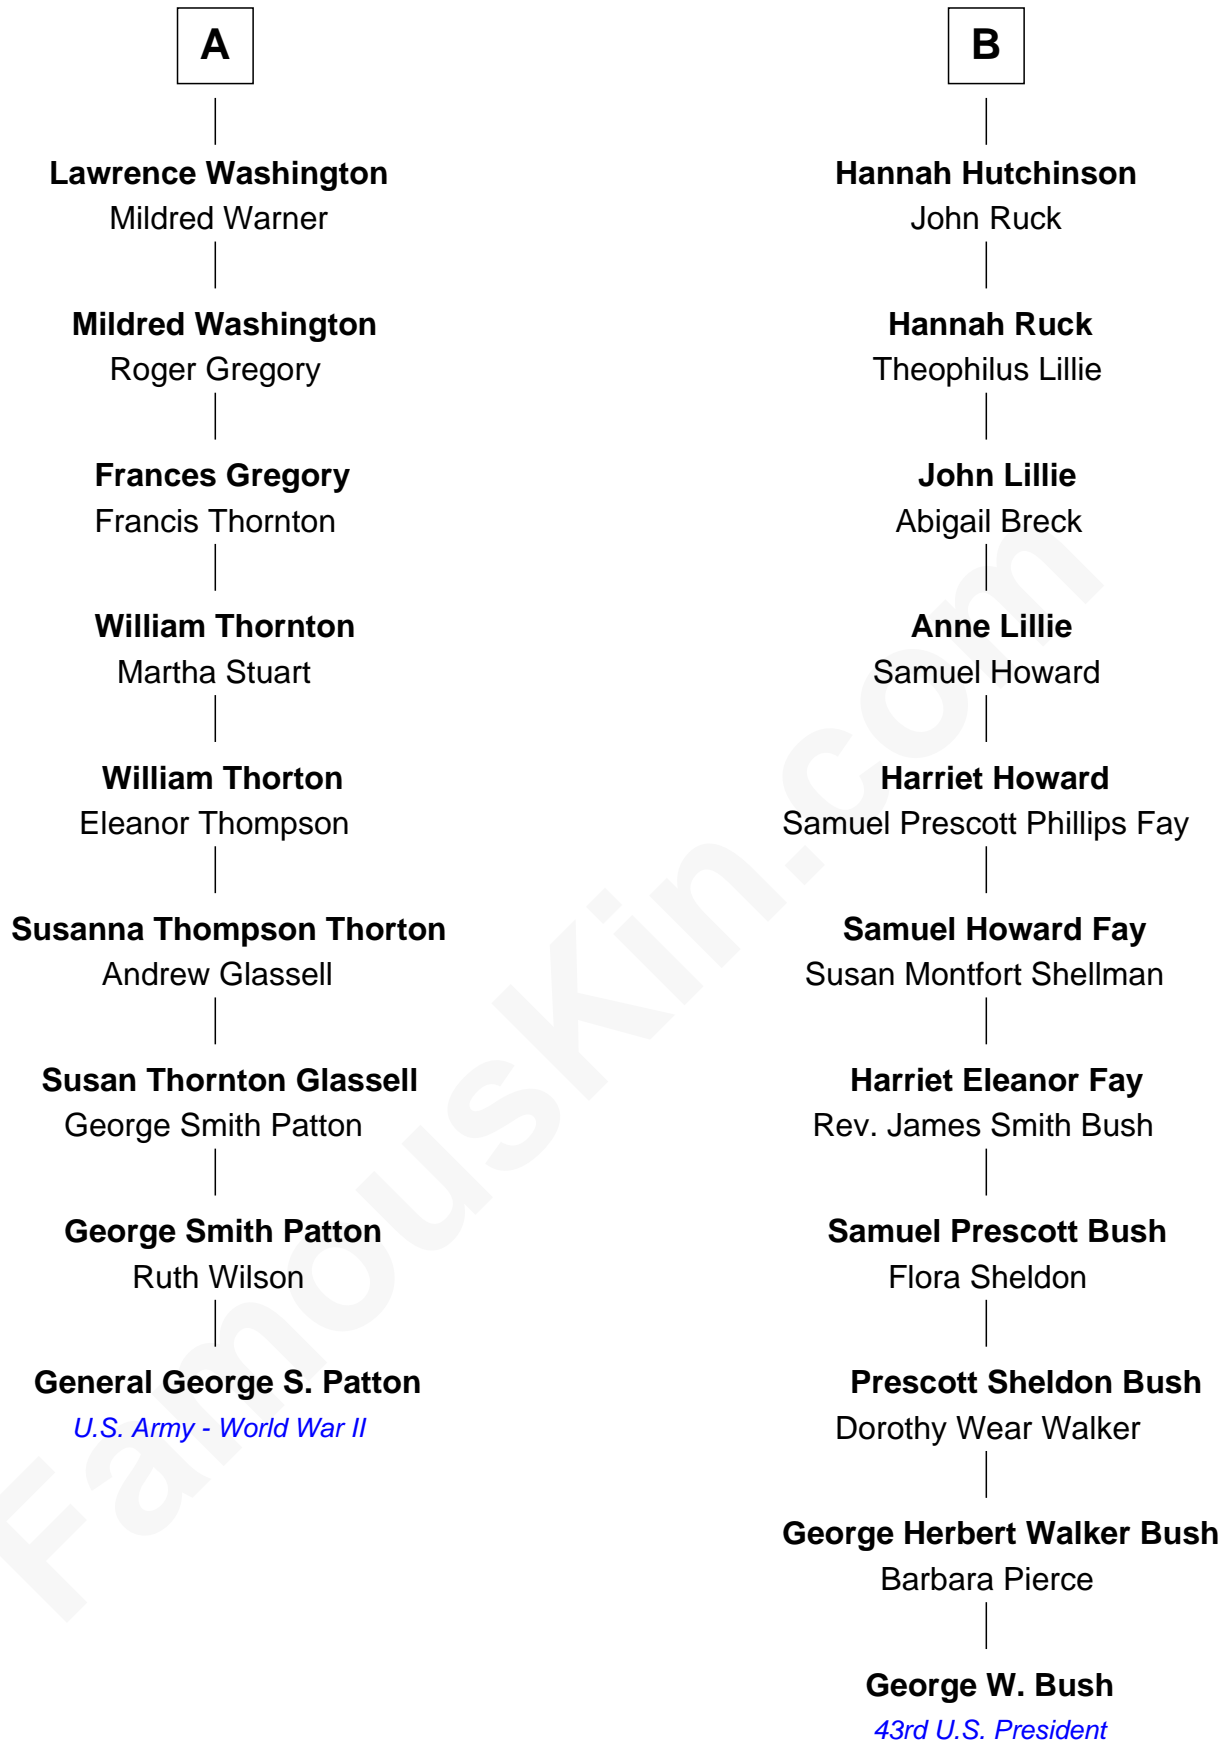 A
Lawrence Washington
Mildred Warner
Mildred Washington
Roger Gregory
Frances Gregory
Francis Thornton
William Thornton
Martha Stuart
William Thorton
Eleanor Thompson
Susanna Thompson Thorton
Andrew Glassell
Susan Thornton Glassell
George Smith Patton
George Smith Patton
Ruth Wilson
General George S. Patton
U.S. Army - World War II
B
Hannah Hutchinson
John Ruck
Hannah Ruck
Theophilus Lillie
John Lillie
Abigail Breck
Anne Lillie
Samuel Howard
Harriet Howard
Samuel Prescott Phillips Fay
Samuel Howard Fay
Susan Montfort Shellman
Harriet Eleanor Fay
Rev. James Smith Bush
Samuel Prescott Bush
Flora Sheldon
Prescott Sheldon Bush
Dorothy Wear Walker
George Herbert Walker Bush
Barbara Pierce
George W. Bush
43rd U.S. President
FamousKin.com